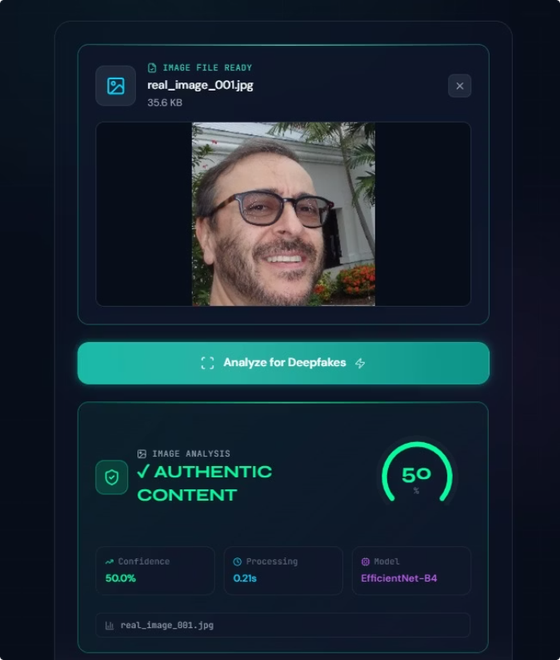 IMAGE FILE READY
real_image_001.jpg
35.6 KB
Analyze for Deepfakes
IMAGE ANALYSIS
✓ AUTHENTIC
CONTENT
50
%
Confidence
50.0%
Processing
0.21s
Model
EfficientNet-B4
real_image_001.jpg